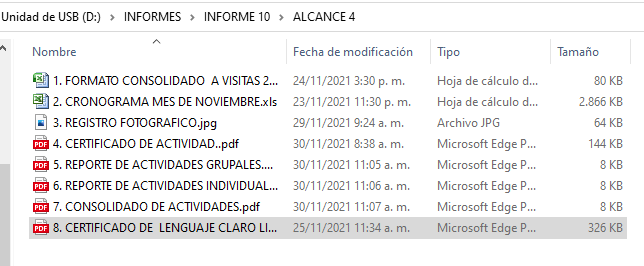 Unidad de USB (D:) > INFORMES > INFORME 10 > ALCANCE 4
Nombre Fecha de modificación Tipo Tamaño
1. FORMATO CONSOLIDADO A VISITAS 2... 24/11/2021 3:30 p. m. Hoja de cálculo d... 80 KB
2. CRONOGRAMA MES DE NOVIEMBRE.xls 23/11/2021 11:30 p. m. Hoja de cálculo d... 2.866 KB
3. REGISTRO FOTOGRAFICO.jpg 29/11/2021 9:24 a. m. Archivo JPG 64 KB
PDF 4. CERTIFICADO DE ACTIVIDAD..pdf 30/11/2021 8:38 a. m. Microsoft Edge P... 144 KB
PDF 5. REPORTE DE ACTIVIDADES GRUPALES.... 30/11/2021 11:05 a. m. Microsoft Edge P... 8 KB
PDF 6. REPORTE DE ACTIVIDADES INDIVIDUAL... 30/11/2021 11:06 a. m. Microsoft Edge P... 8 KB
PDF 7. CONSOLIDADO DE ACTIVIDADES.pdf 30/11/2021 11:07 a. m. Microsoft Edge P... 8 KB
PDF 8. CERTIFICADO DE LENGUAJE CLARO LI... 25/11/2021 11:34 a. m. Microsoft Edge P... 326 KB